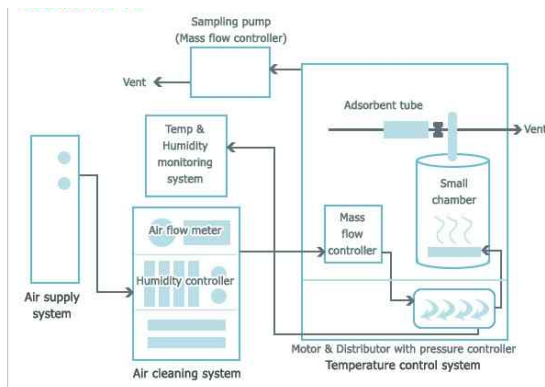 Sampling pump
(Mass flow controller)
Vent
Adsorbent tube
Vent
Temp &
Humidity
monitoring
system
Small
chamber
Air flow meter
Mass
flow
controller
Humidity controller
Air supply
system
Motor & Distributor with pressure controller
Air cleaning system
Temperature control system